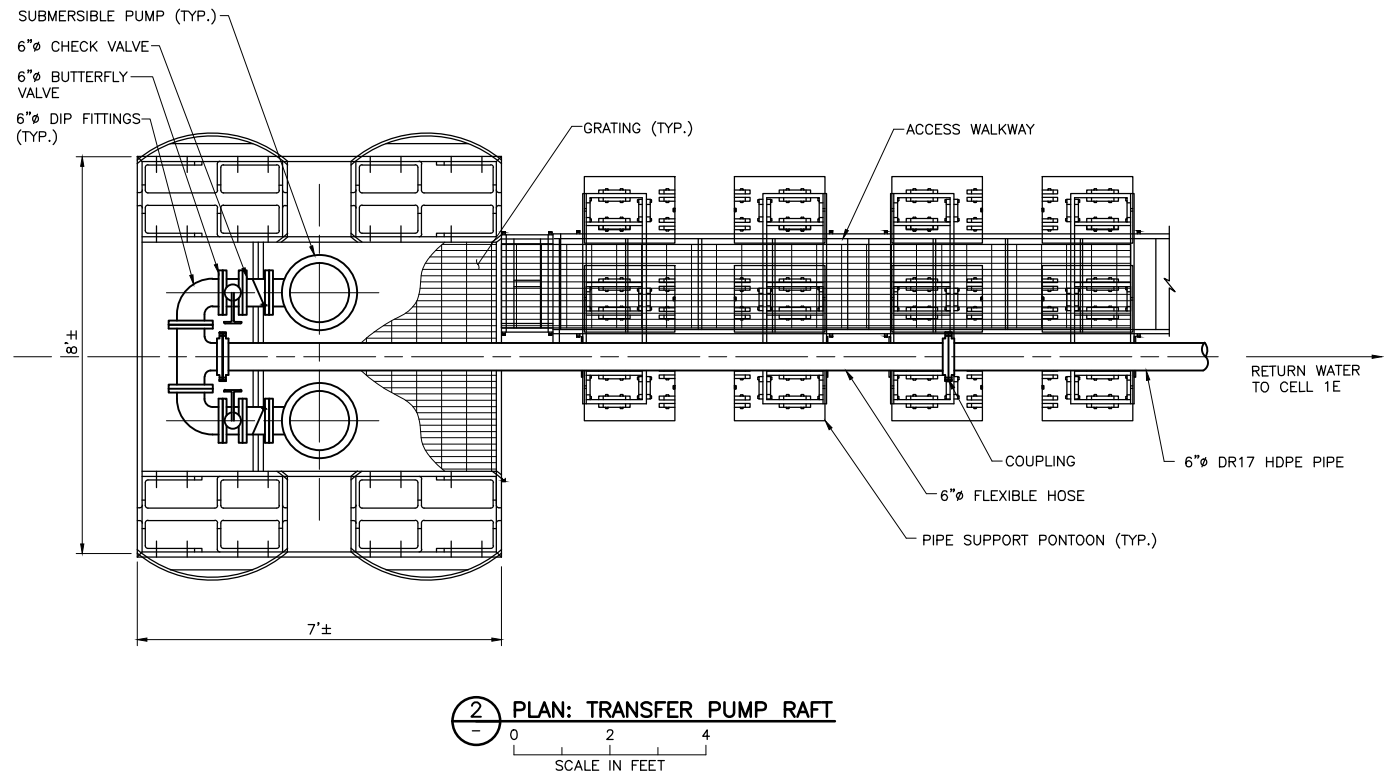 SUBMERSIBLE PUMP (TYP.)
6"ø CHECK VALVE
6"ø BUTTERFLY
VALVE
6"ø DIP FITTINGS
(TYP.)
GRATING (TYP.)
ACCESS WALKWAY
8'±
RETURN WATER
TO CELL 1E
COUPLING
6"ø DR17 HDPE PIPE
6"ø FLEXIBLE HOSE
PIPE SUPPORT PONTOON (TYP.)
7'±
2
-
PLAN: TRANSFER PUMP RAFT
0 2 4
SCALE IN FEET